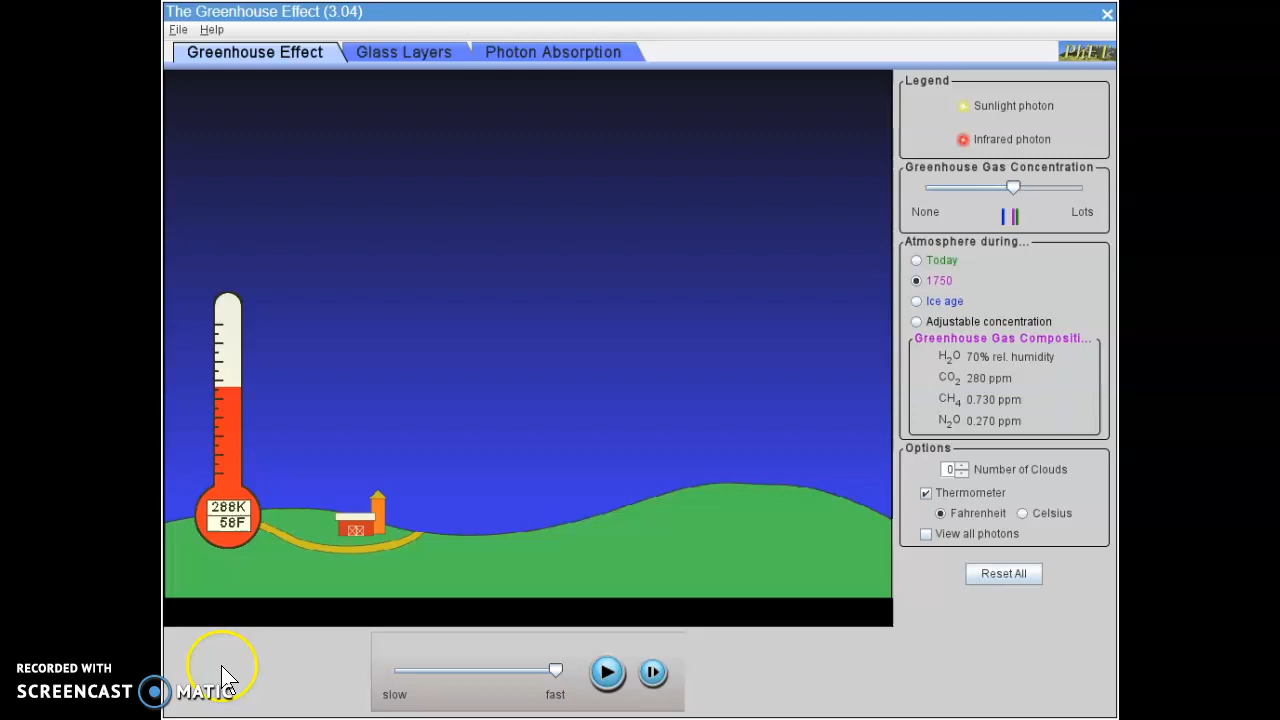 The Greenhouse Effect (3.04)
File Help
Greenhouse Effect Glass Layers Photon Absorption PhET
Legend
Sunlight photon
Infrared photon
Greenhouse Gas Concentration
None Lots
Atmosphere during...
Today
1750
Ice age
Adjustable concentration
Greenhouse Gas Compositi...
H2O 70% rel. humidity
CO2 280 ppm
CH4 0.730 ppm
N2O 0.270 ppm
Options
0 Number of Clouds
Thermometer
Fahrenheit Celsius
View all photons
Reset All
288K
58F
slow fast
RECORDED WITH
SCREENCAST MATIC